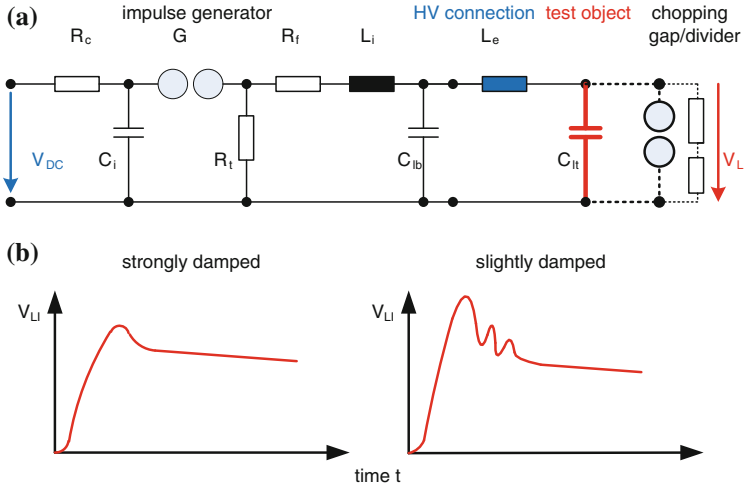 (a)
impulse generator
HV connection
test object
chopping
gap/divider
Rc
G
Rf
Li
Le
VDC
Ci
Rt
Clb
Clt
VL
(b)
strongly damped
slightly damped
VLI
VLI
time t